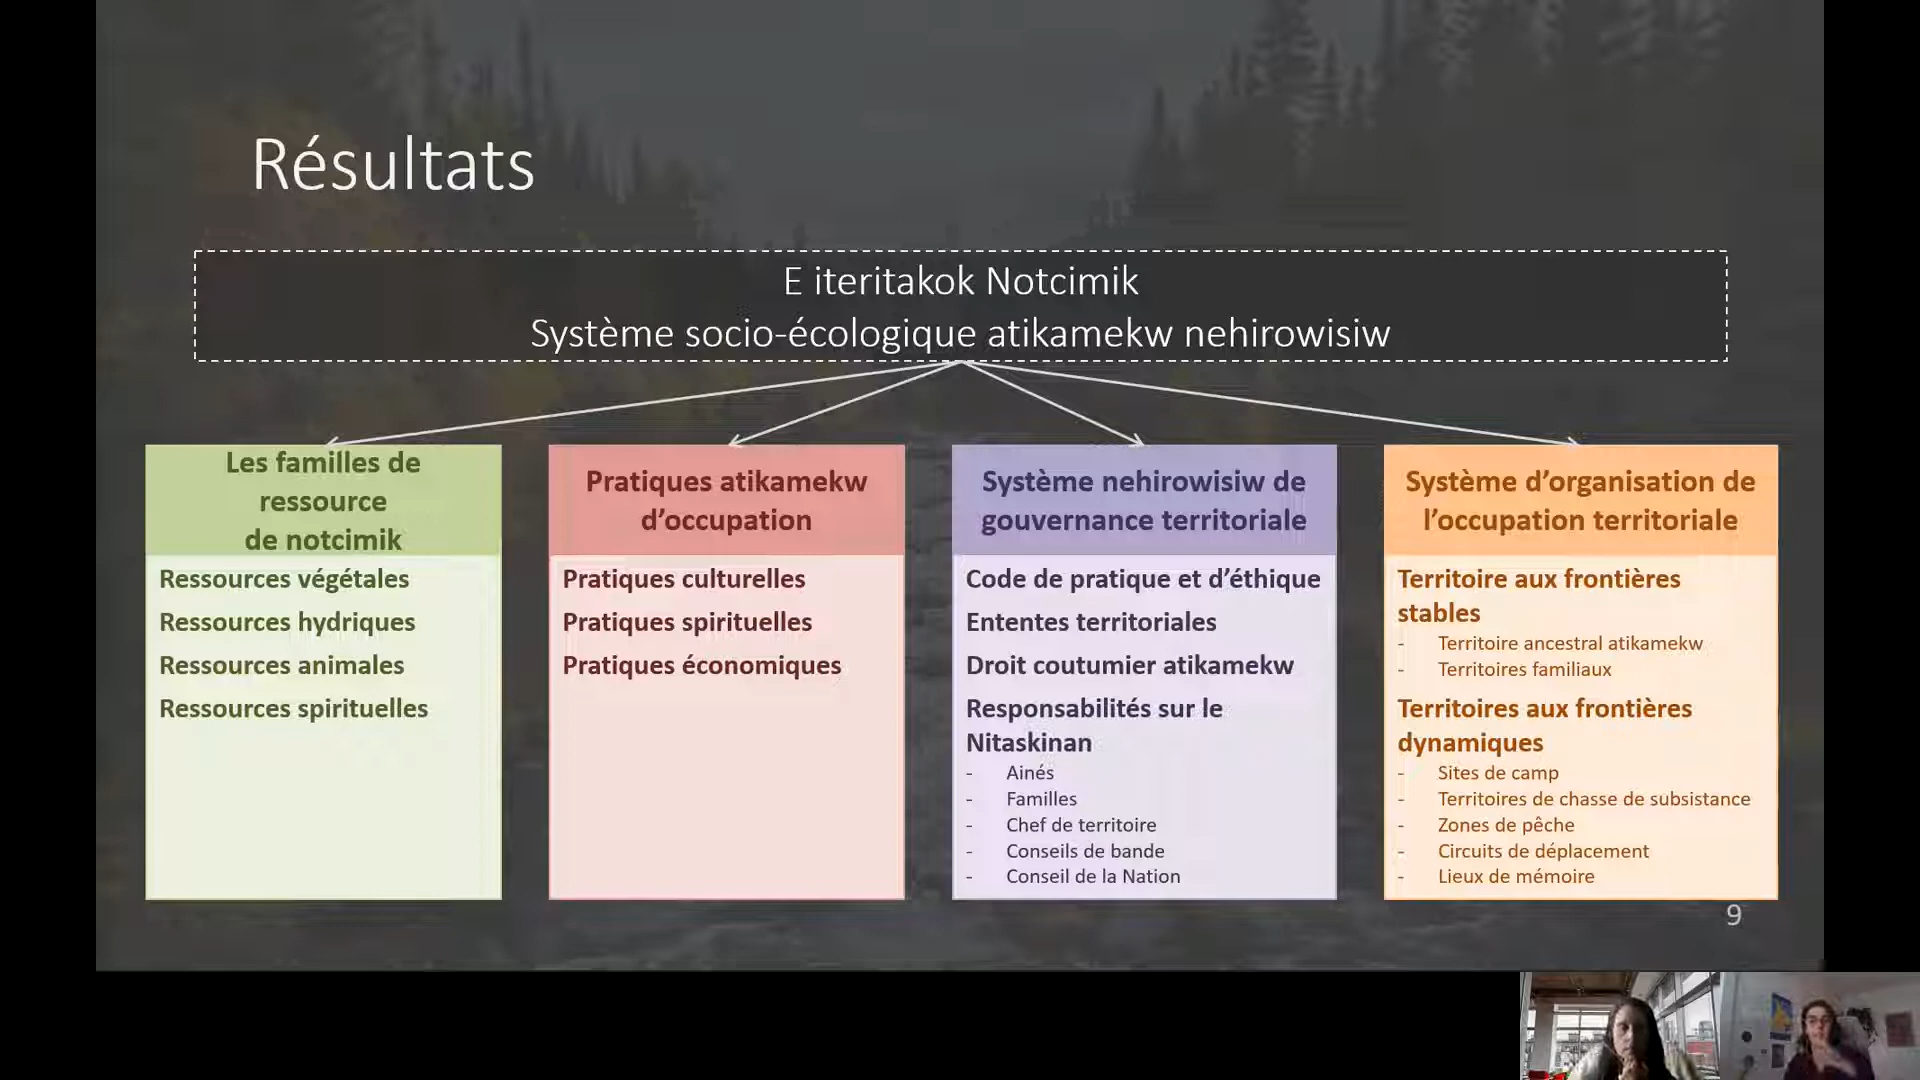 Résultats
E iteritakok Notcimik
Système socio-écologique atikamekw nehirowisiw
Les familles de
ressource
de notcimik
Ressources végétales
Ressources hydriques
Ressources animales
Ressources spirituelles
Pratiques atikamekw
d’occupation
Pratiques culturelles
Pratiques spirituelles
Pratiques économiques
Système nehirowisiw de
gouvernance territoriale
Code de pratique et d’éthique
Ententes territoriales
Droit coutumier atikamekw
Responsabilités sur le
Nitaskinan
- Ainés
- Familles
- Chef de territoire
- Conseils de bande
- Conseil de la Nation
Système d’organisation de
l’occupation territoriale
Territoire aux frontières
stables
- Territoire ancestral atikamekw
- Territoires familiaux
Territoires aux frontières
dynamiques
- Sites de camp
- Territoires de chasse de subsistance
- Zones de pêche
- Circuits de déplacement
- Lieux de mémoire
9